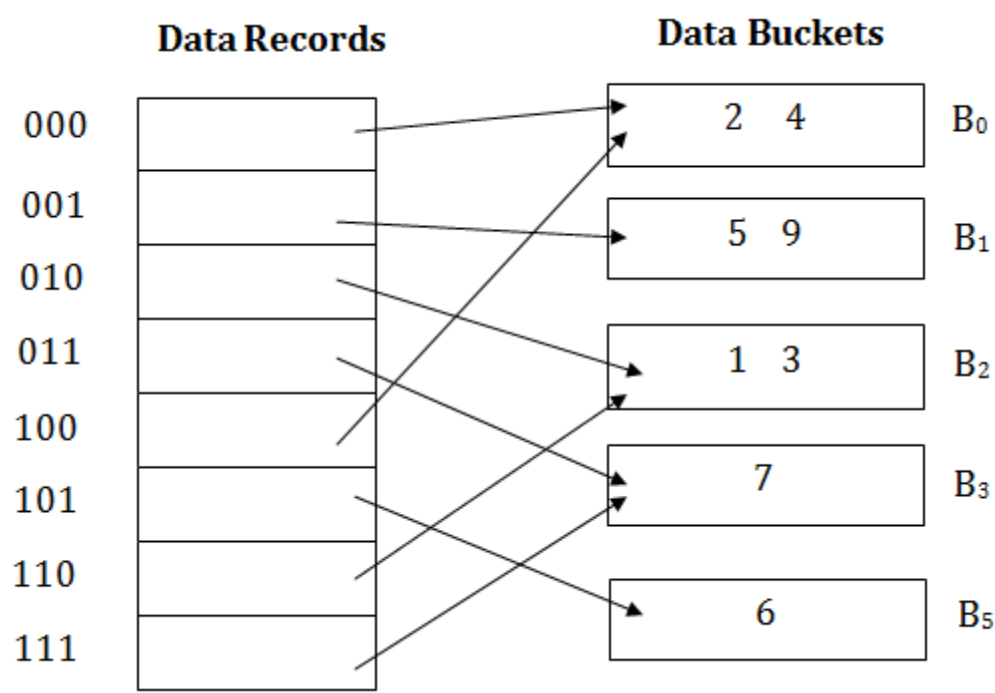 Data Records
Data Buckets
000
2 4
B₀
001
5 9
B₁
010
011
1 3
B₂
100
7
B₃
101
110
6
B₅
111